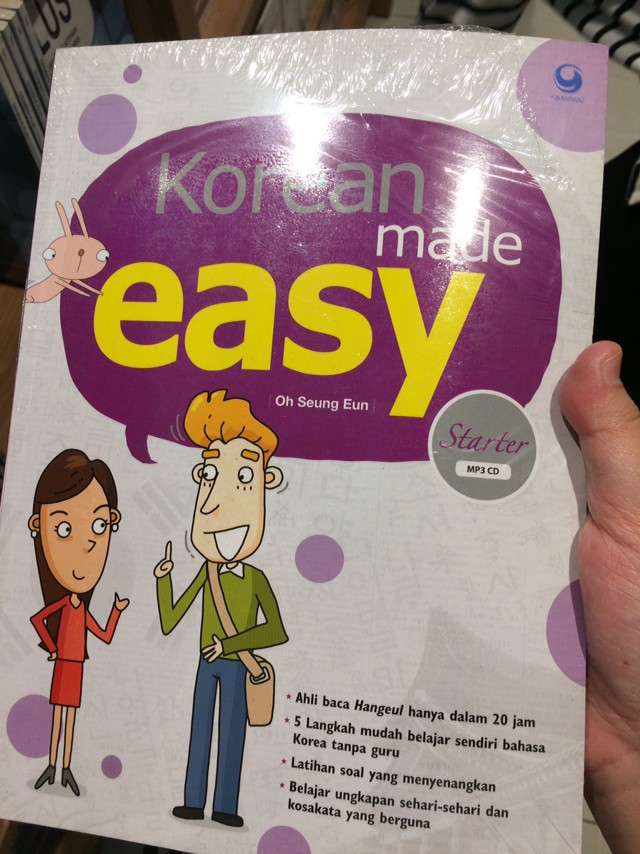 Korean
made
easy
Oh Seung Eun
Starter
MP3 CD
* Ahli baca Hangeul hanya dalam 20 jam
* 5 Langkah mudah belajar sendiri bahasa
Korea tanpa guru
* Latihan soal yang menyenangkan
* Belajar ungkapan sehari-sehari dan
kosakata yang berguna